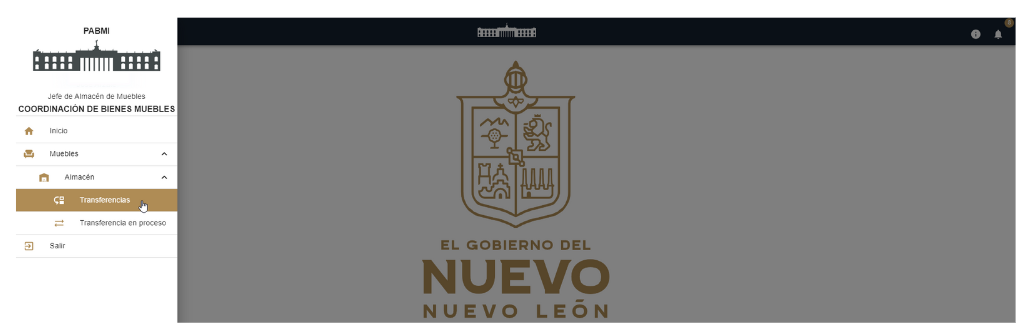 PABMI
Jefe de Almacén de Muebles
COORDINACIÓN DE BIENES MUEBLES
Inicio
Muebles
Almacén
Transferencias
Transferencia en proceso
Salir
EL GOBIERNO DEL
NUEVO
NUEVO LEÓN